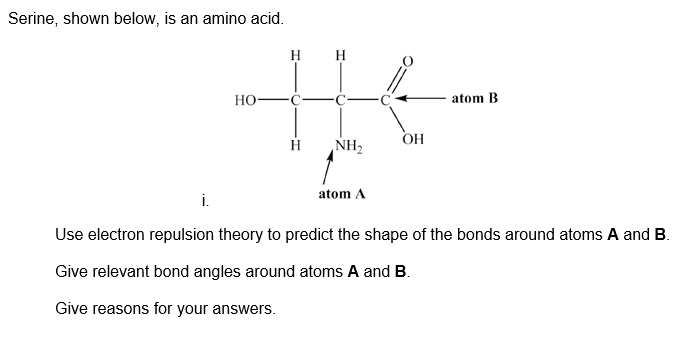 Serine, shown below, is an amino acid.
H H O
HO C C C atom B
H NH₂ OH
atom A
i.
Use electron repulsion theory to predict the shape of the bonds around atoms A and B.
Give relevant bond angles around atoms A and B.
Give reasons for your answers.